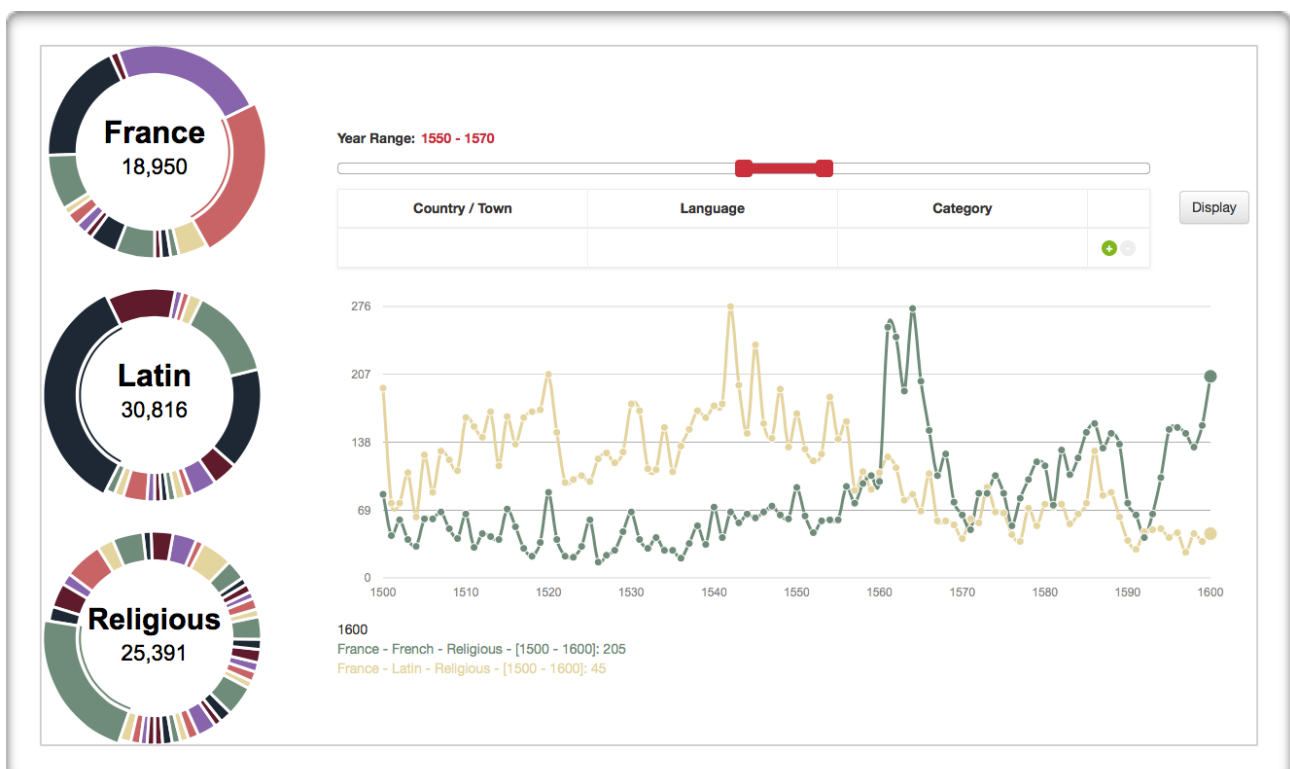 France
18,950
Latin
30,816
Religious
25,391
Year Range: 1550 - 1570
Country / Town Language Category
Display
276
207
138
69
0
1500 1510 1520 1530 1540 1550 1560 1570 1580 1590 1600
1600
France - French - Religious - [1500 - 1600]: 205
France - Latin - Religious - [1500 - 1600]: 45